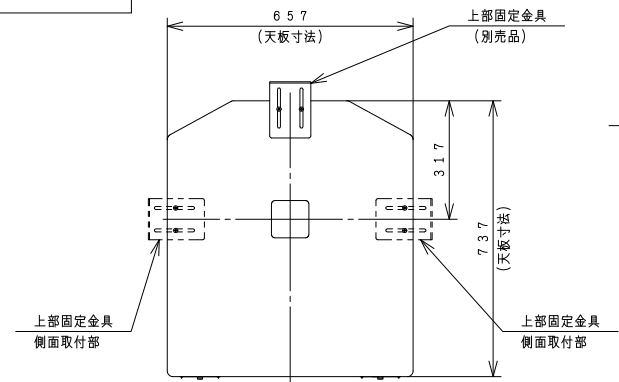 657
(天板寸法)
上部固定金具
(別売品)
317
737
(天板寸法)
上部固定金具
側面取付部
上部固定金具
側面取付部